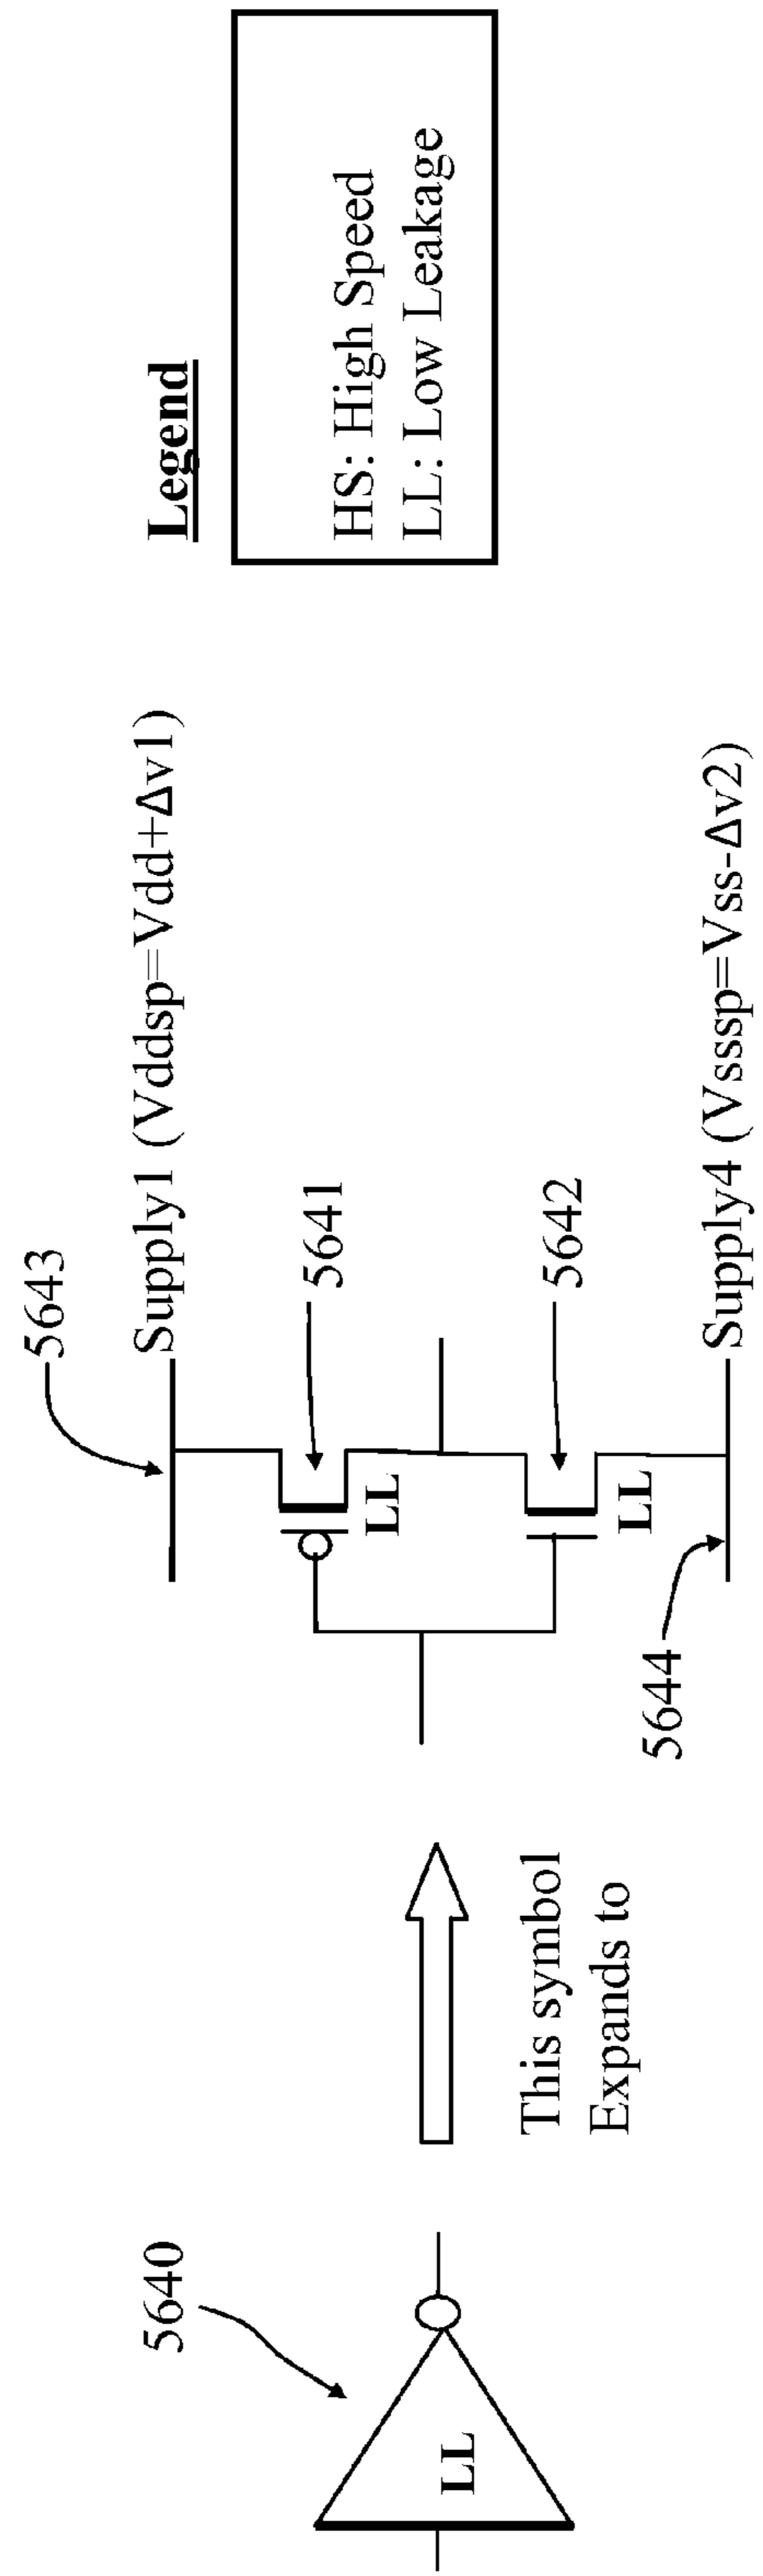 5640
LL
This symbol
Expands to
5643
Supply1 (Vddsp=Vdd+Δv1)
5641
LL
5642
LL
5644
Supply4 (Vsssp=Vss-Δv2)
Legend
HS: High Speed
LL: Low Leakage